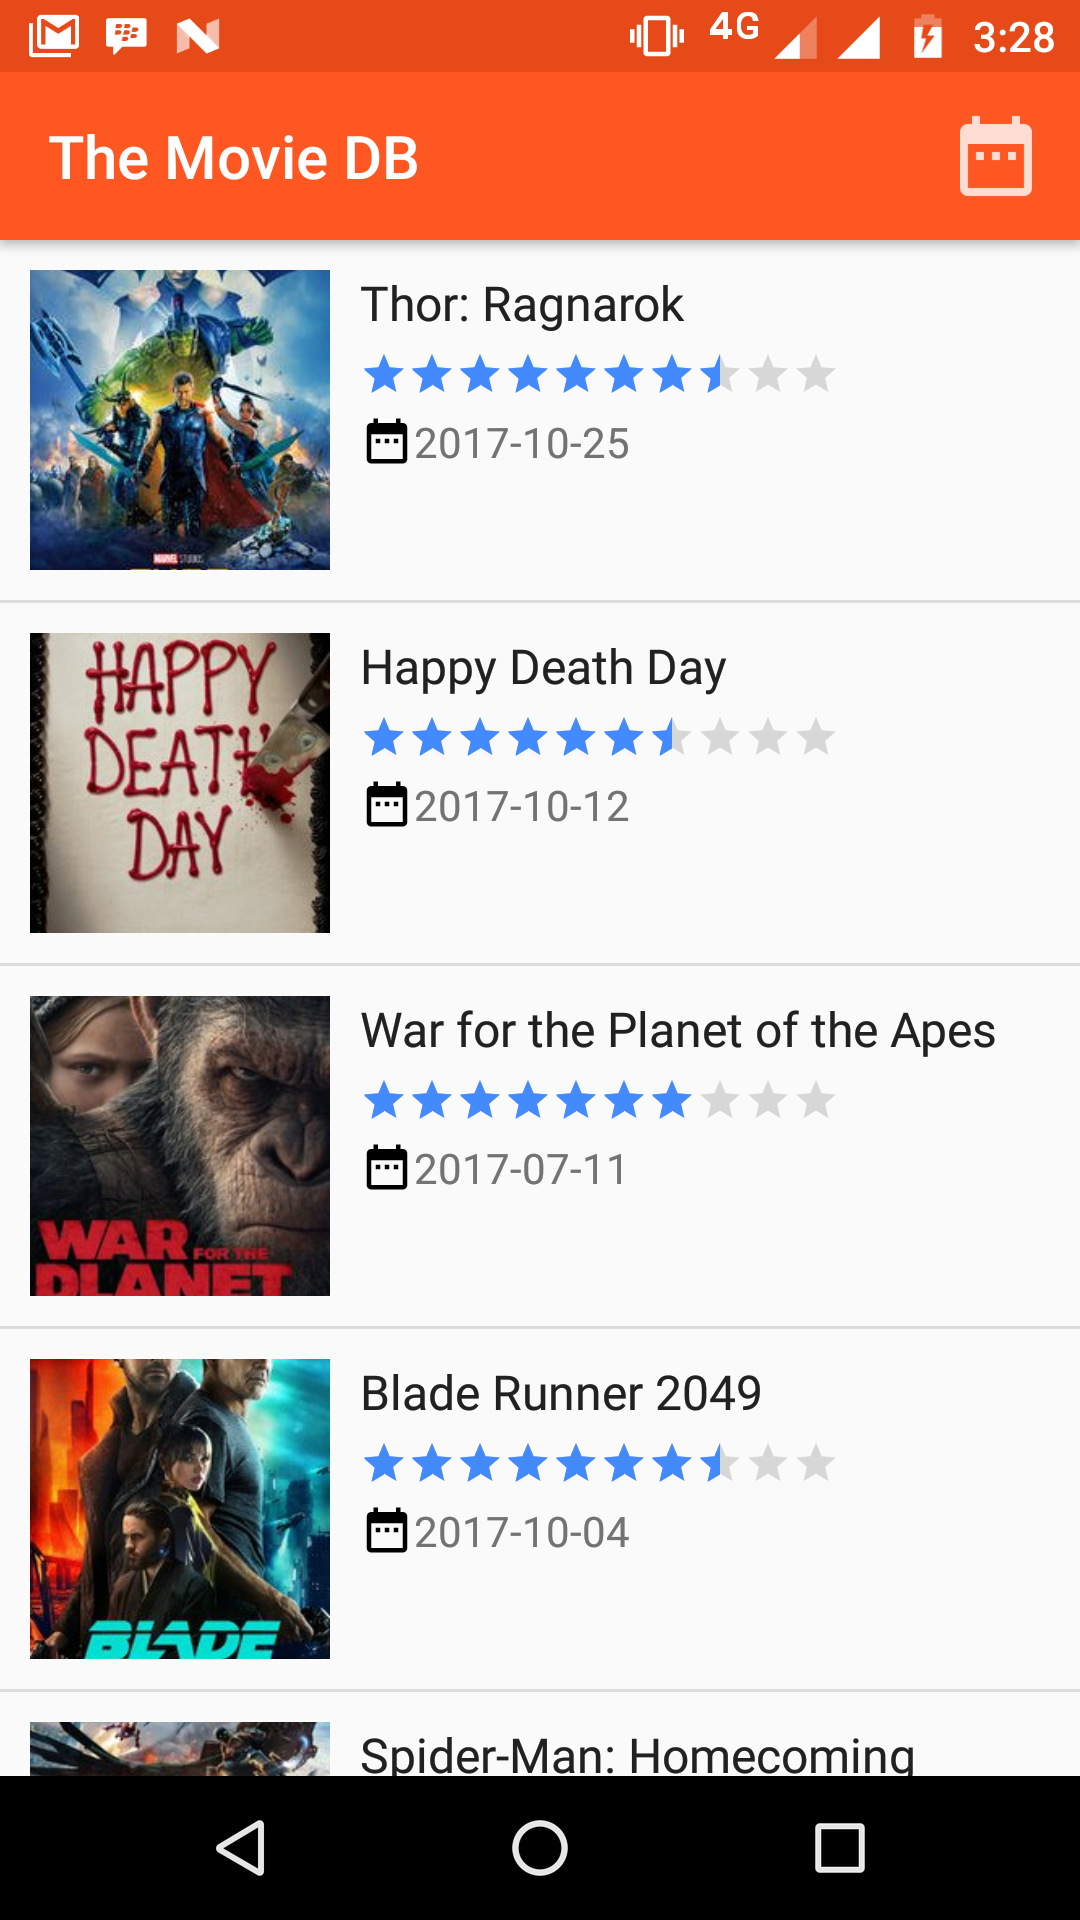 4G 3:28
The Movie DB
Thor: Ragnarok
2017-10-25
MARVEL STUDIOS
Happy Death Day
2017-10-12
HAPPY
DEATH
DAY
War for the Planet of the Apes
2017-07-11
WAR FOR THE
PLANET
Blade Runner 2049
2017-10-04
BLADE
Spider-Man: Homecoming